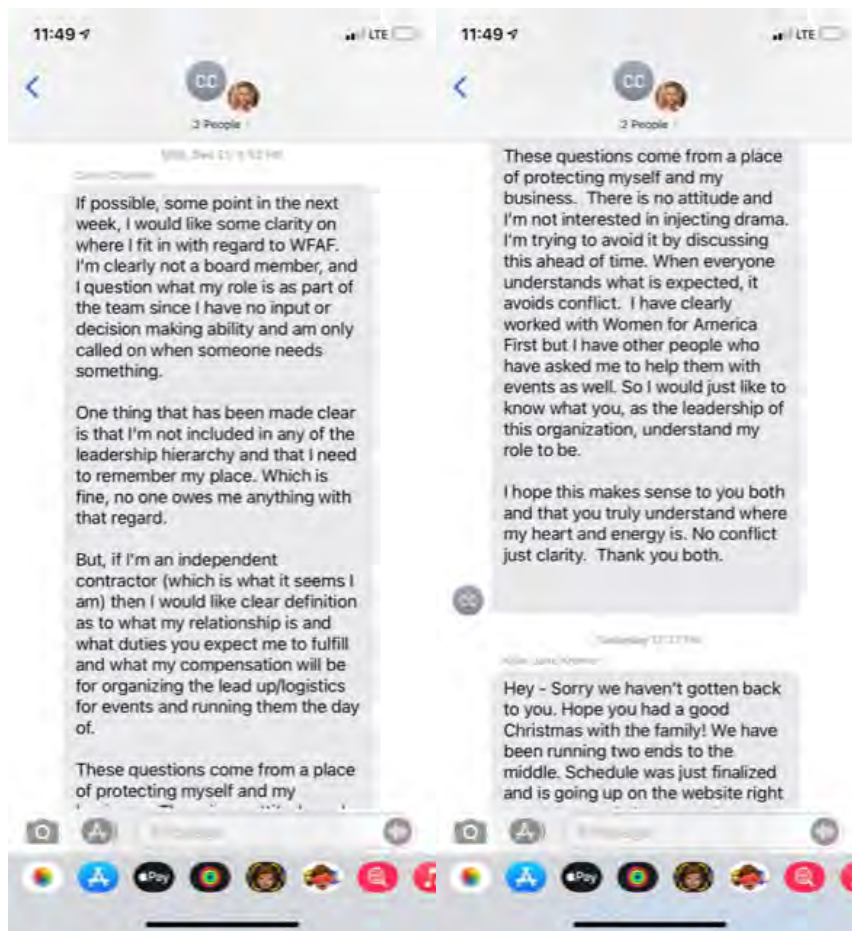 11:49
LTE
CC
2 People
If possible, some point in the next
week, I would like some clarity on
where I fit in with regard to WFAF.
I'm clearly not a board member, and
I question what my role is as part of
the team since I have no input or
decision making ability and am only
called on when someone needs
something.
One thing that has been made clear
is that I'm not included in any of the
leadership hierarchy and that I need
to remember my place. Which is
fine, no one owes me anything with
that regard.
But, if I'm an independent
contractor (which is what it seems I
am) then I would like clear definition
as to what my relationship is and
what duties you expect me to fulfill
and what my compensation will be
for organizing the lead up/logistics
for events and running them the day
of.
These questions come from a place
of protecting myself and my
Pay
11:49
LTE
CC
2 People
These questions come from a place
of protecting myself and my
business. There is no attitude and
I'm not interested in injecting drama.
I'm trying to avoid it by discussing
this ahead of time. When everyone
understands what is expected, it
avoids conflict. I have clearly
worked with Women for America
First but I have other people who
have asked me to help them with
events as well. So I would just like to
know what you, as the leadership of
this organization, understand my
role to be.
I hope this makes sense to you both
and that you truly understand where
my heart and energy is. No conflict
just clarity. Thank you both.
CC
Hey - Sorry we haven't gotten back
to you. Hope you had a good
Christmas with the family! We have
been running two ends to the
middle. Schedule was just finalized
and is going up on the website right
Pay